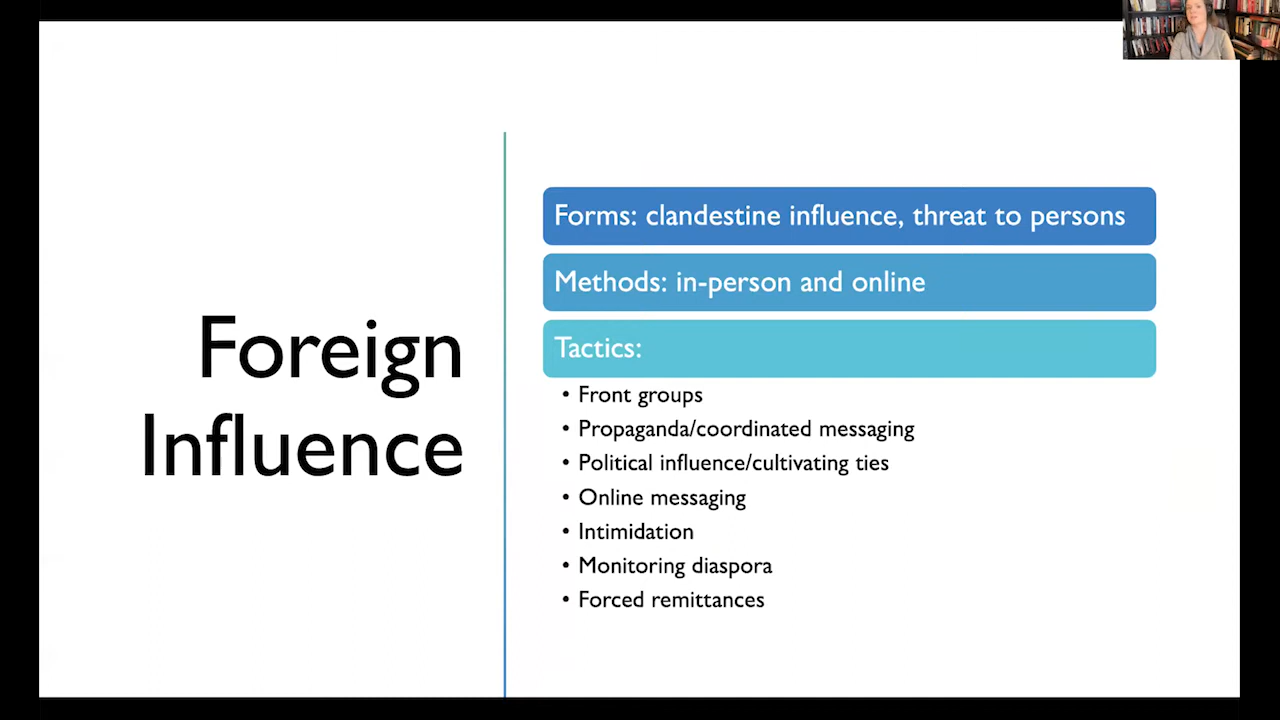 Foreign
Influence
Forms: clandestine influence, threat to persons
Methods: in-person and online
Tactics:
• Front groups
• Propaganda/coordinated messaging
• Political influence/cultivating ties
• Online messaging
• Intimidation
• Monitoring diaspora
• Forced remittances